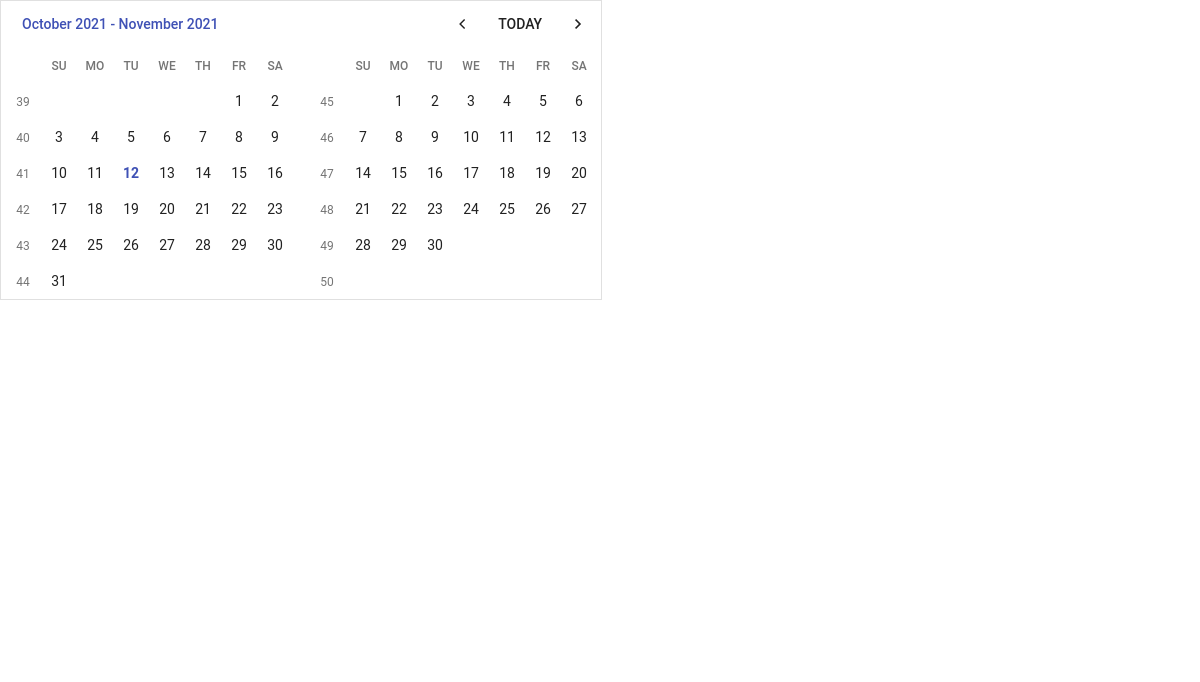 October 2021 - November 2021 TODAY
SU MO TU WE TH FR SA SU MO TU WE TH FR SA
39 1 2 45 1 2 3 4 5 6
40 3 4 5 6 7 8 9 46 7 8 9 10 11 12 13
41 10 11 12 13 14 15 16 47 14 15 16 17 18 19 20
42 17 18 19 20 21 22 23 48 21 22 23 24 25 26 27
43 24 25 26 27 28 29 30 49 28 29 30
44 31 50